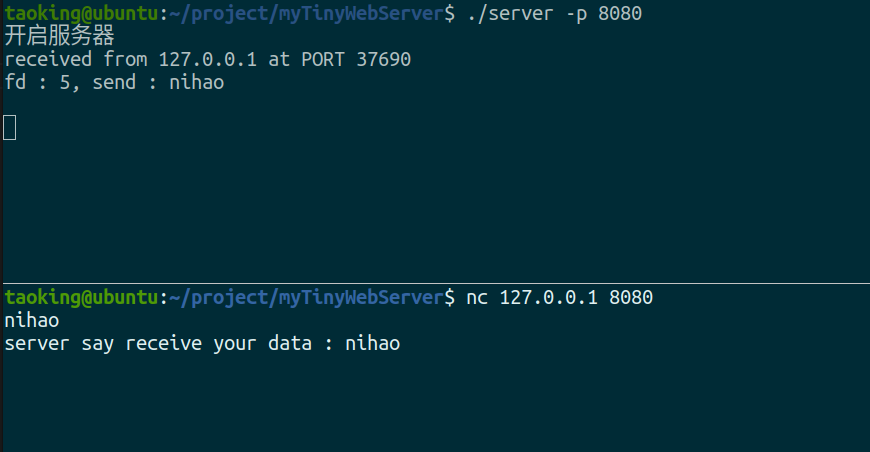 taoking@ubuntu:~/project/myTinyWebServer$ ./server -p 8080
开启服务器
received from 127.0.0.1 at PORT 37690
fd : 5, send : nihao
taoking@ubuntu:~/project/myTinyWebServer$ nc 127.0.0.1 8080
nihao
server say receive your data : nihao